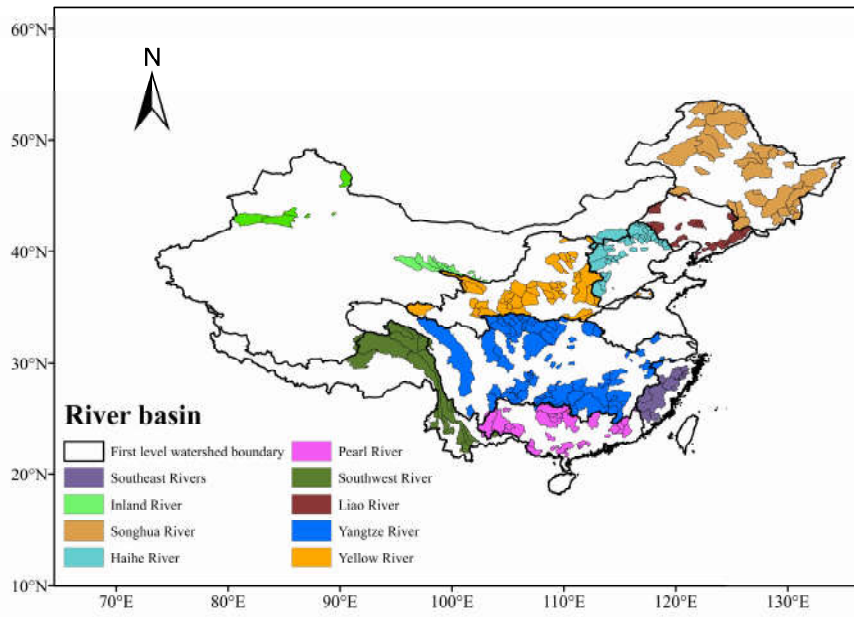 60°N
N
50°N
40°N
30°N
River basin
First level watershed boundary
Pearl River
Southeast Rivers
Southwest River
20°N
Inland River
Liao River
Songhua River
Yangtze River
Haihe River
Yellow River
10°N
70°E 80°E 90°E 100°E 110°E 120°E 130°E